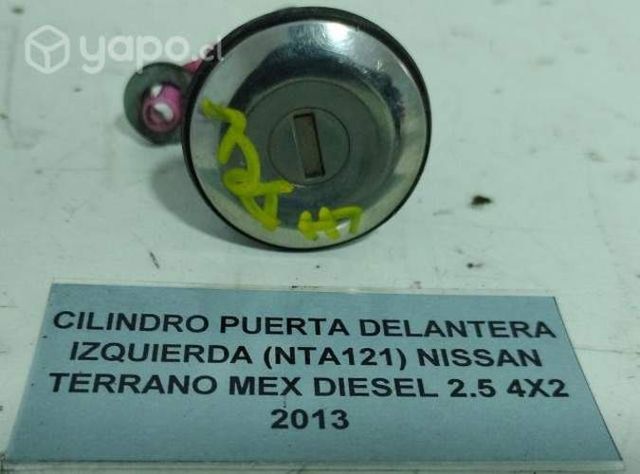 yapo.cl
CILINDRO PUERTA DELANTERA
IZQUIERDA (NTA121) NISSAN
TERRANO MEX DIESEL 2.5 4X2
2013